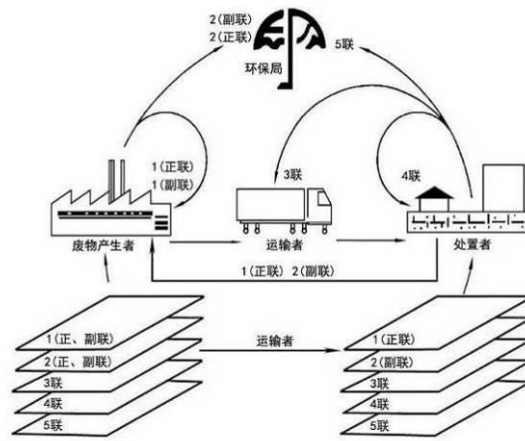 2(副联)
2(正联)
5联
环保局
1(正联)
1(副联)
3联
4联
废物产生者
运输者
处置者
1(正联) 2(副联)
1(正、副联)
2(正、副联)
3联
4联
5联
运输者
1(正联)
2(副联)
3联
4联
5联